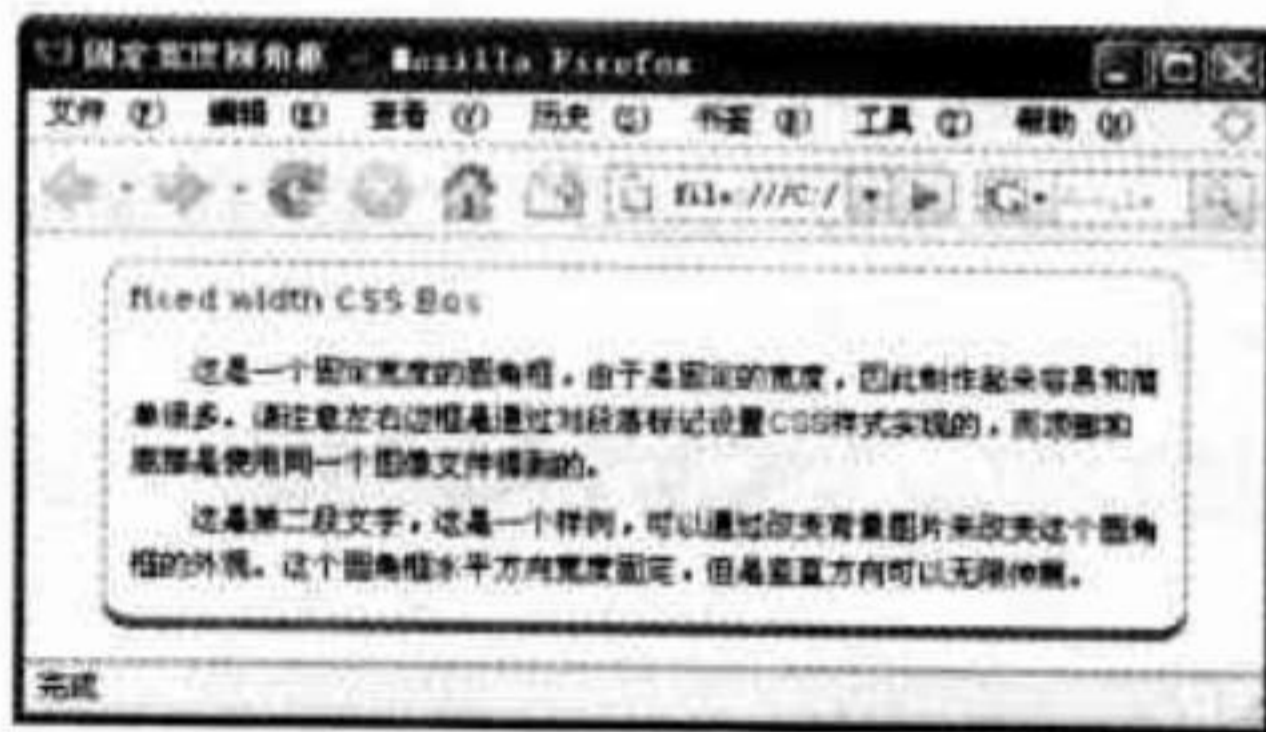 固定宽度圆角框 - Mozilla Firefox
文件 (F) 编辑 (E) 查看 (V) 历史 (S) 书签 (B) 工具 (T) 帮助 (H)
file:///C:/
fixed width CSS Box
这是一个固定宽度的圆角框，由于是固定的宽度，因此制作起来容易和简
单很多。请注意左右边框是通过对段落标记设置CSS样式实现的，而顶部和
底部是使用同一个图像文件得到的。
这是第二段文字，这是一个样例，可以通过改变背景图片来改变这个圆角
框的外观。这个圆角框水平方向宽度固定，但是竖直方向可以无限伸展。
完成